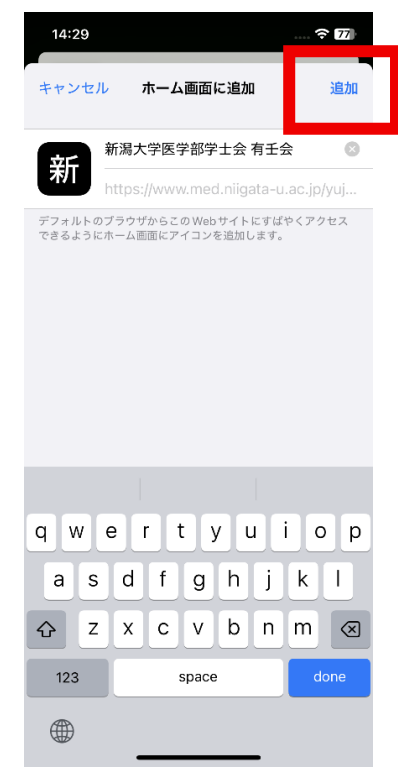 14:29
77
キャンセル ホーム画面に追加 追加
新
新潟大学医学部学士会 有壬会
https://www.med.niigata-u.ac.jp/yuj...
デフォルトのブラウザからこのWebサイトにすばやくアクセス
できるようにホーム画面にアイコンを追加します。
q w e r t y u i o p
a s d f g h j k l
z x c v b n m
123 space done